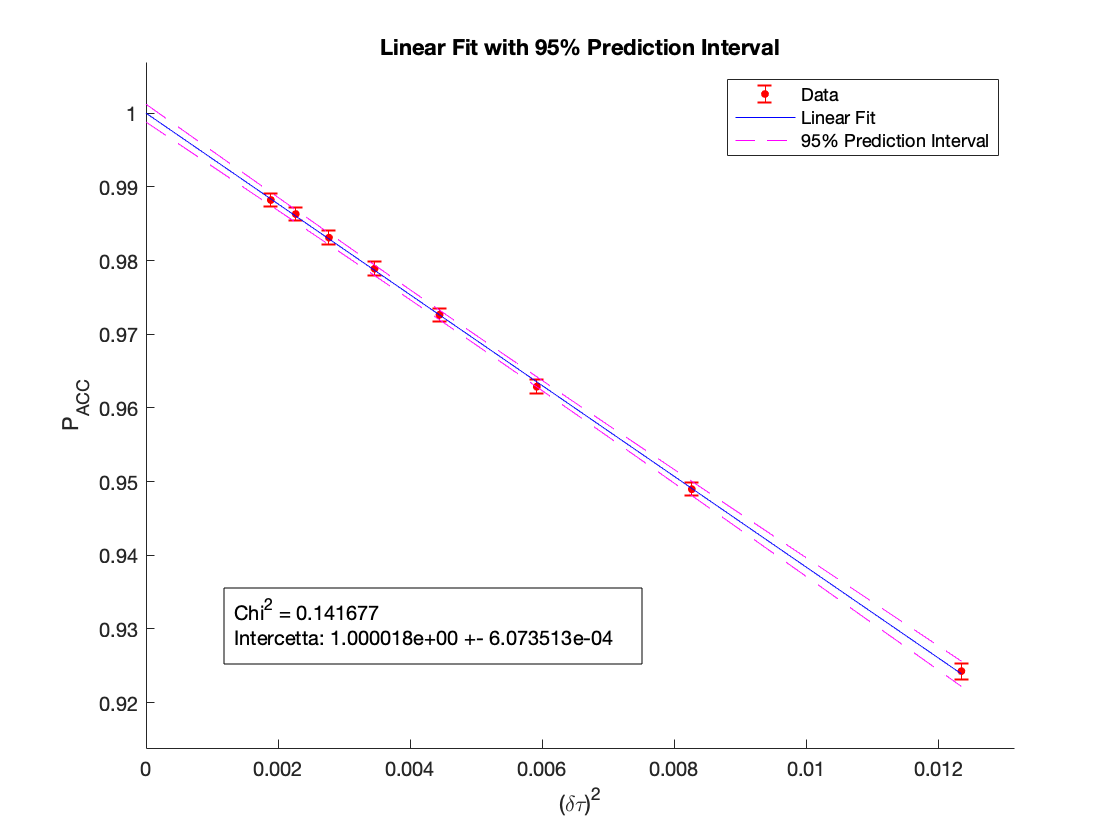 Linear Fit with 95% Prediction Interval
Data
Linear Fit
95% Prediction Interval
1
0.99
0.98
0.97
0.96
0.95
0.94
0.93
0.92
P_ACC
Chi² = 0.141677
Intercetta: 1.000018e+00 +- 6.073513e-04
0 0.002 0.004 0.006 0.008 0.01 0.012
(δτ)²